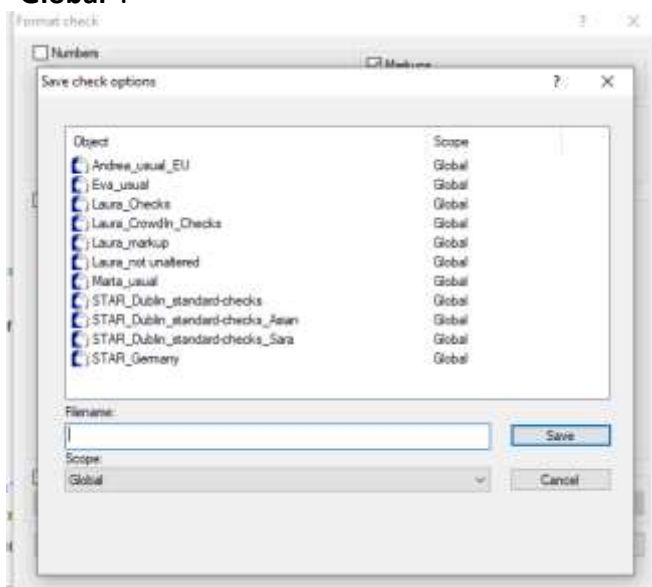 Global".
Format check ? ×
Numbers
Markups
Save check options ? ×
Object Scope
Andrea_usual_EU Global
Eva_usual Global
Laura_Checks Global
Laura_CrowdIn_Checks Global
Laura_markup Global
Laura_not unaltered Global
Marta_usual Global
STAR_Dublin_standard-checks Global
STAR_Dublin_standard-checks_Asian Global
STAR_Dublin_standard-checks_Sara Global
STAR_Germany Global
Filename:
Save
Scope:
Global
Cancel